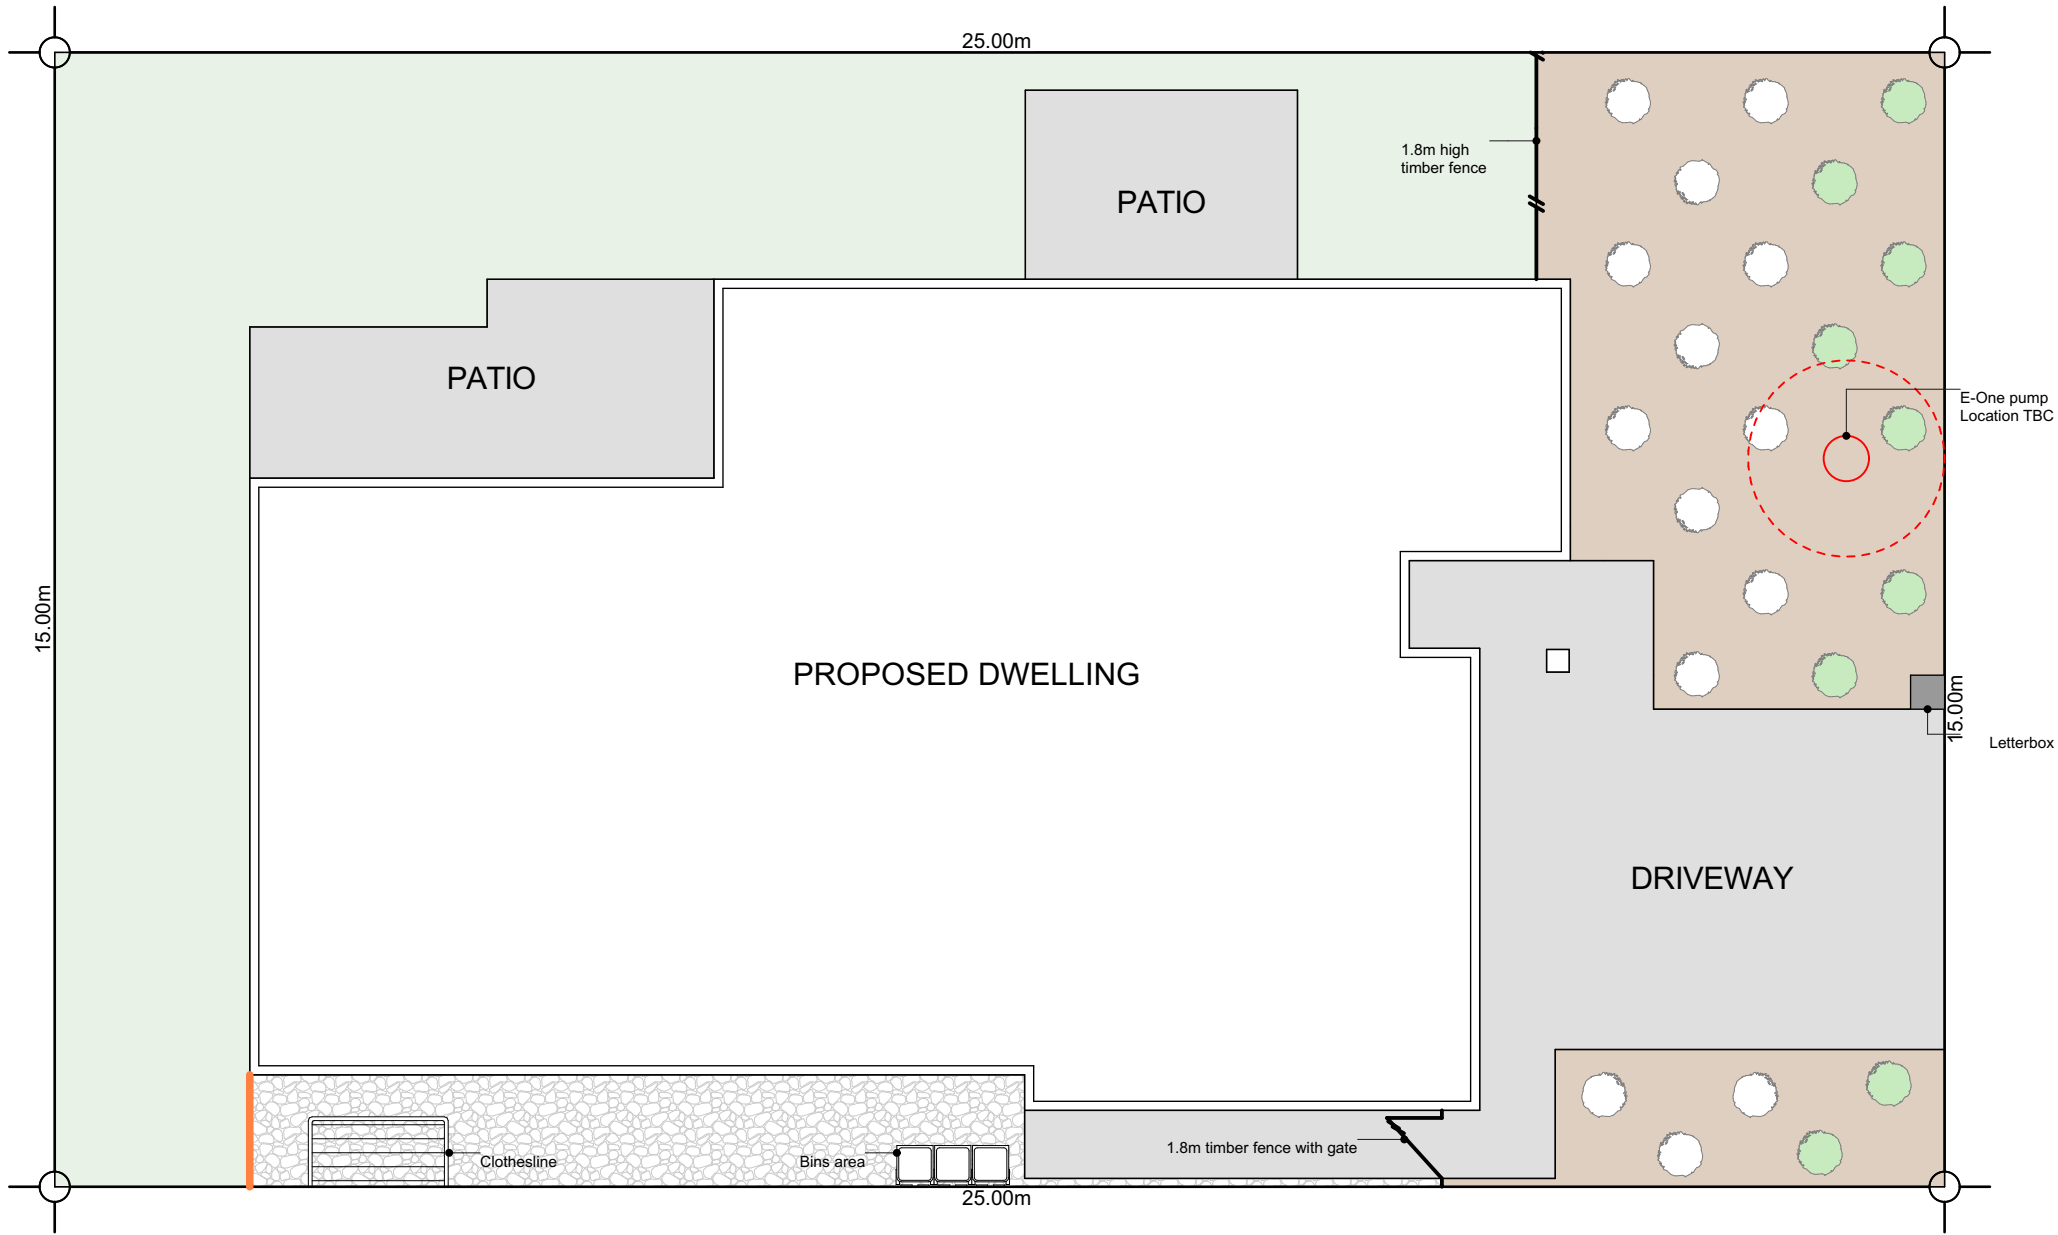 25.00m
1.8m high
timber fence
PATIO
PATIO
E-One pump
Location TBC
15.00m
PROPOSED DWELLING
15.00m
Letterbox
DRIVEWAY
1.8m timber fence with gate
Clothesline
Bins area
25.00m